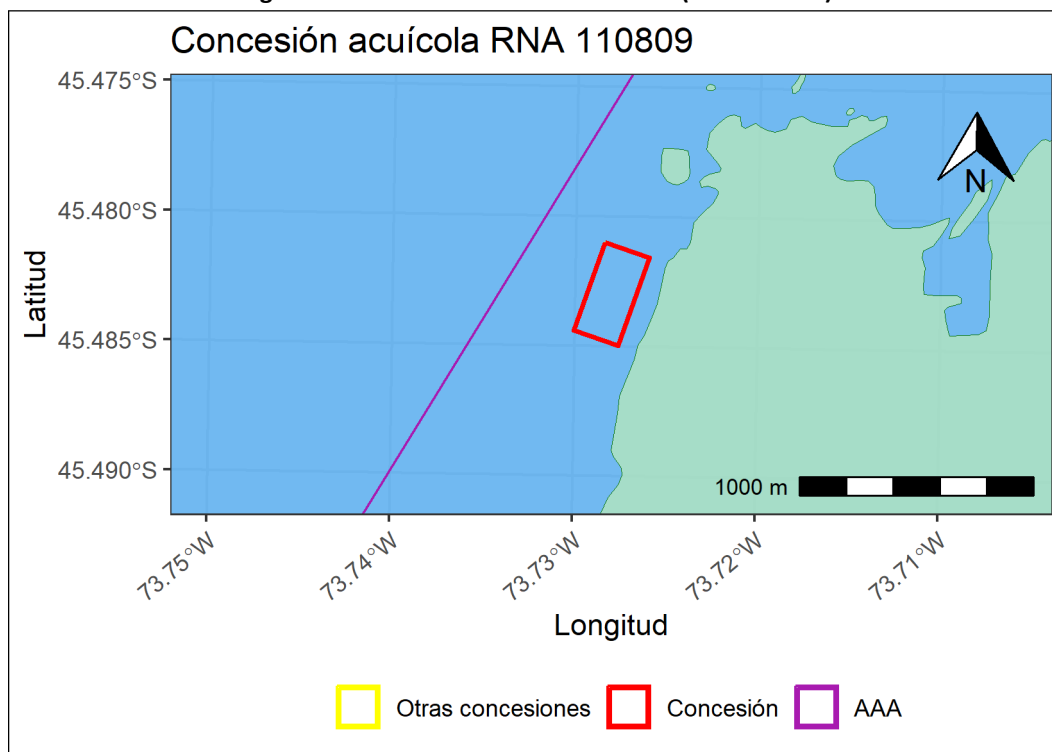 Concesión acuícola RNA 110809
45.475°S
45.480°S
45.485°S
45.490°S
Latitud
N
1000 m
73.75°W
73.74°W
73.73°W
73.72°W
73.71°W
Longitud
Otras concesiones
Concesión
AAA